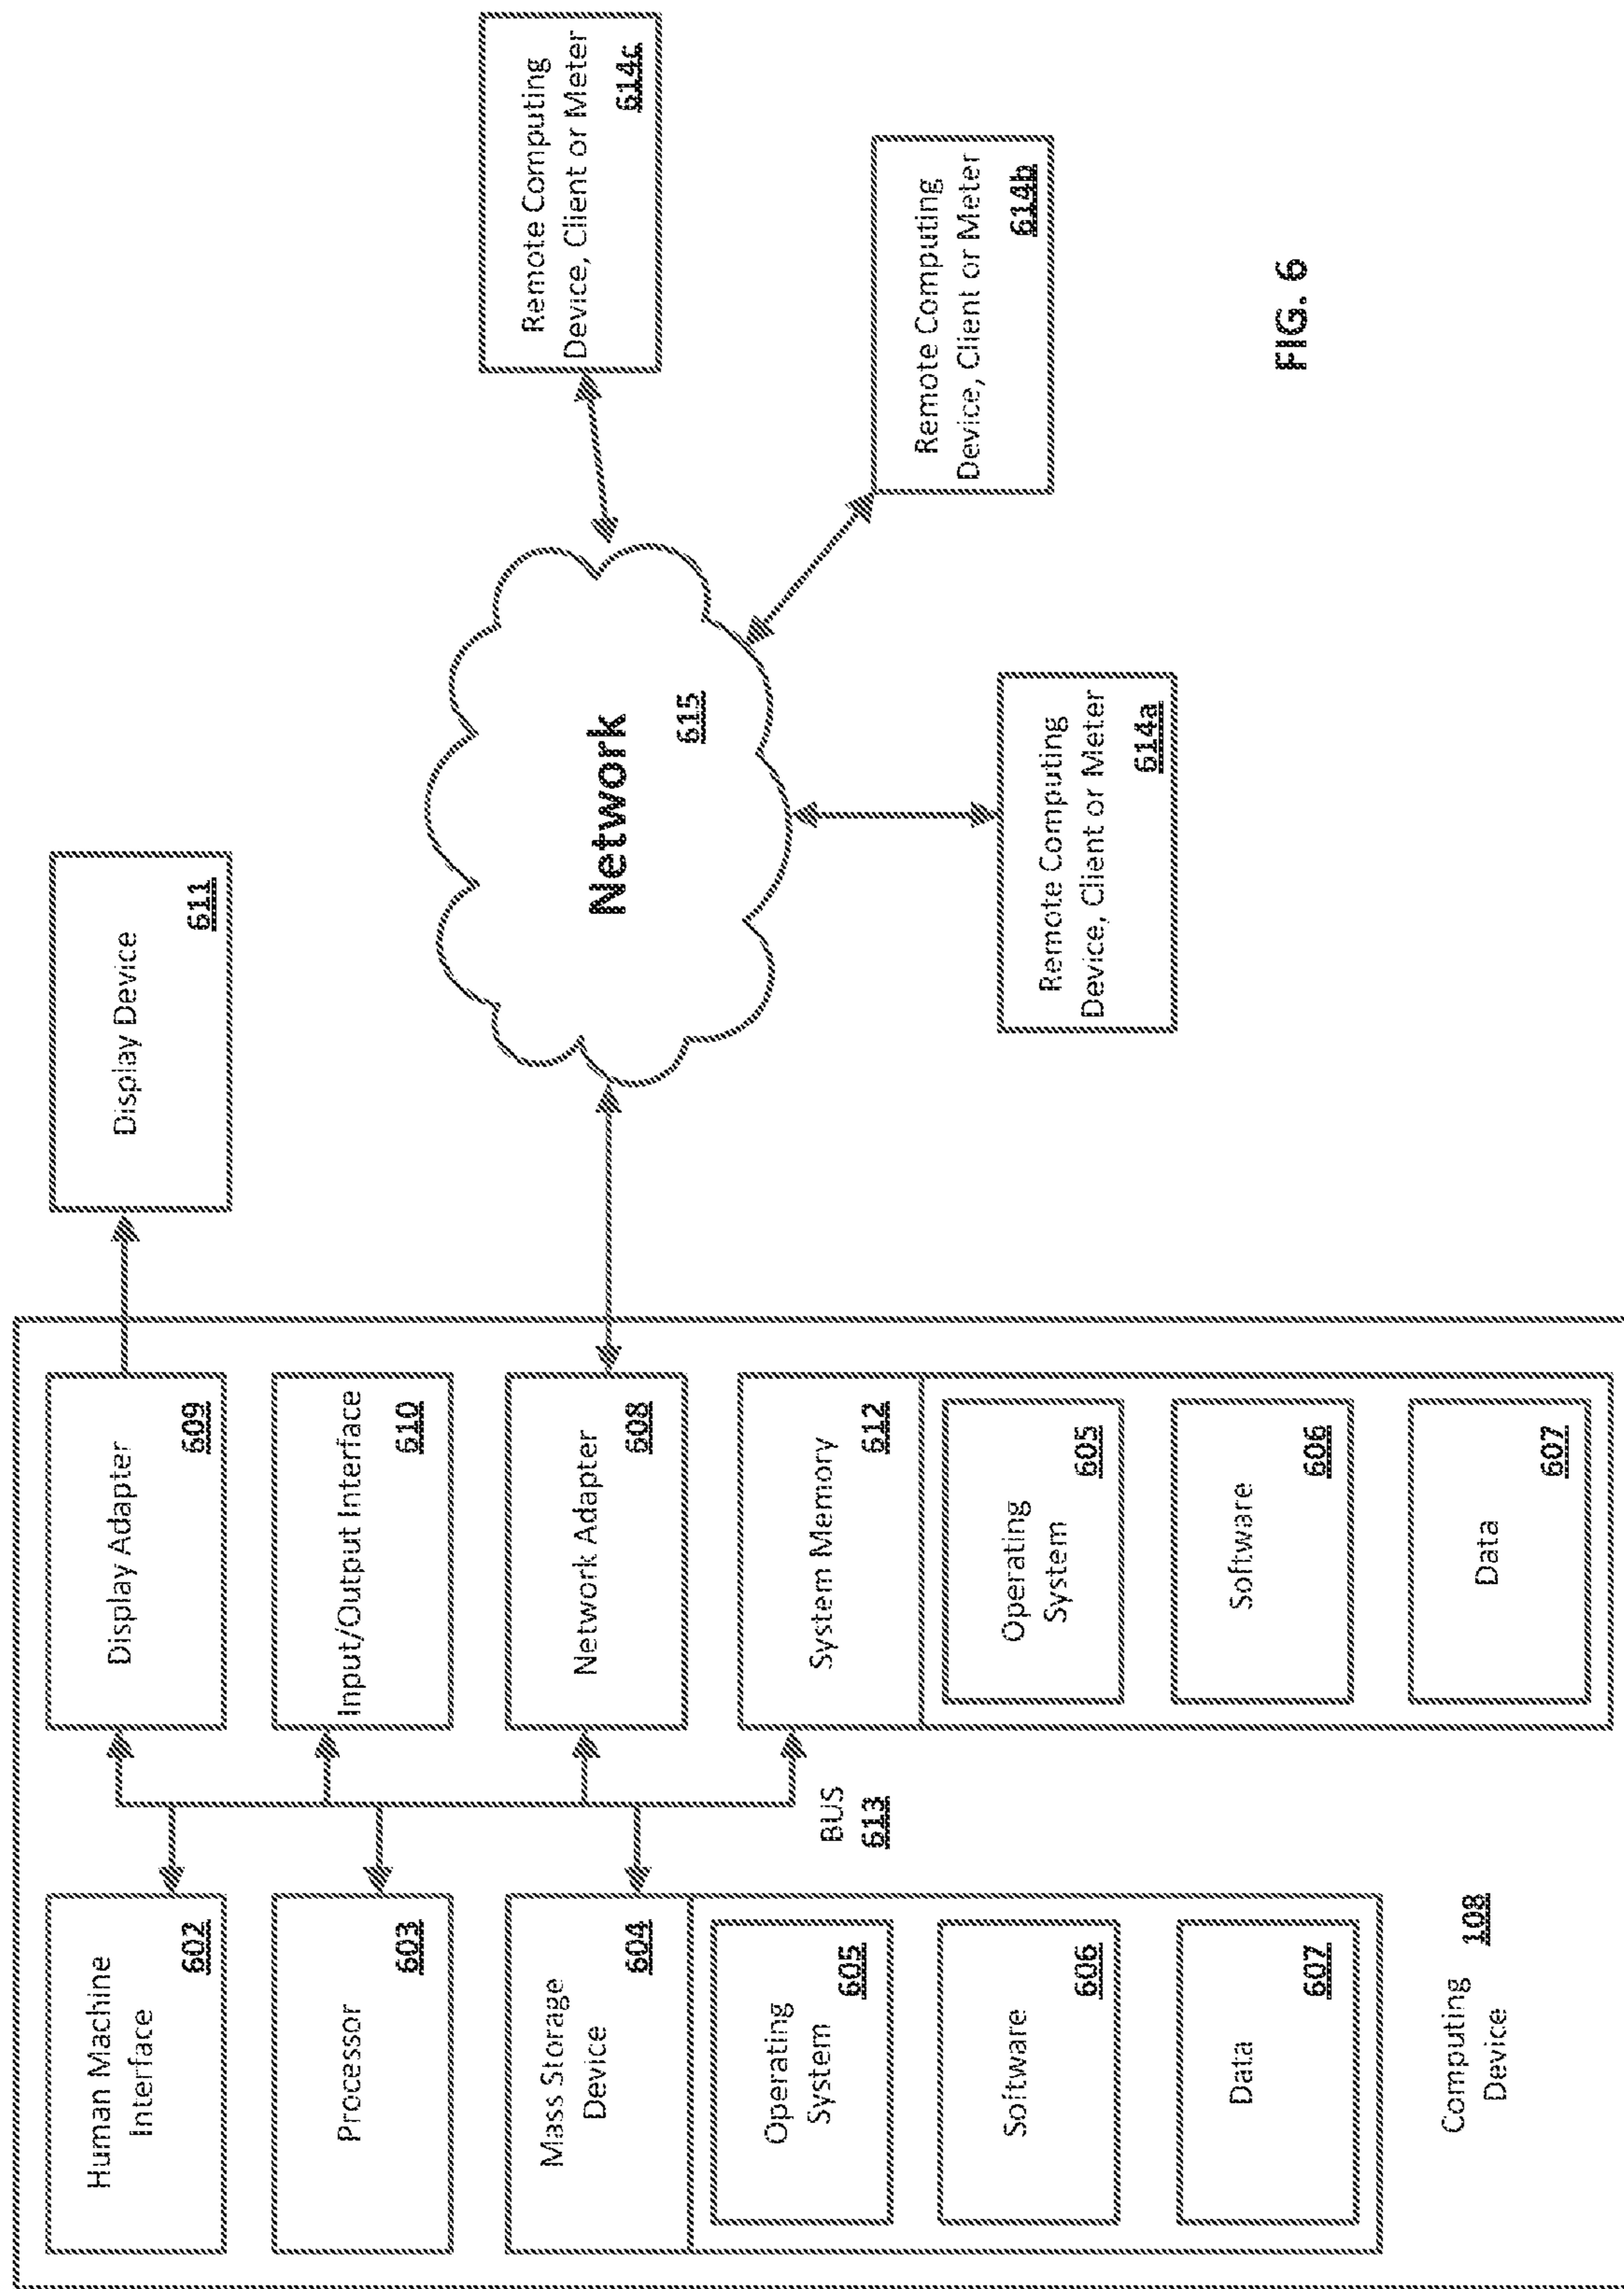 Human Machine
Interface
602
Processor
603
Mass Storage
Device
604
Operating
System
605
Software
606
Data
607
Computing
Device
108
BUS
613
Display Adapter
609
Input/Output Interface
610
Network Adapter
608
System Memory
612
Operating
System
605
Software
606
Data
607
Display Device
611
Network
615
Remote Computing
Device, Client or Meter
614a
Remote Computing
Device, Client or Meter
614b
Remote Computing
Device, Client or Meter
614c
FIG. 6